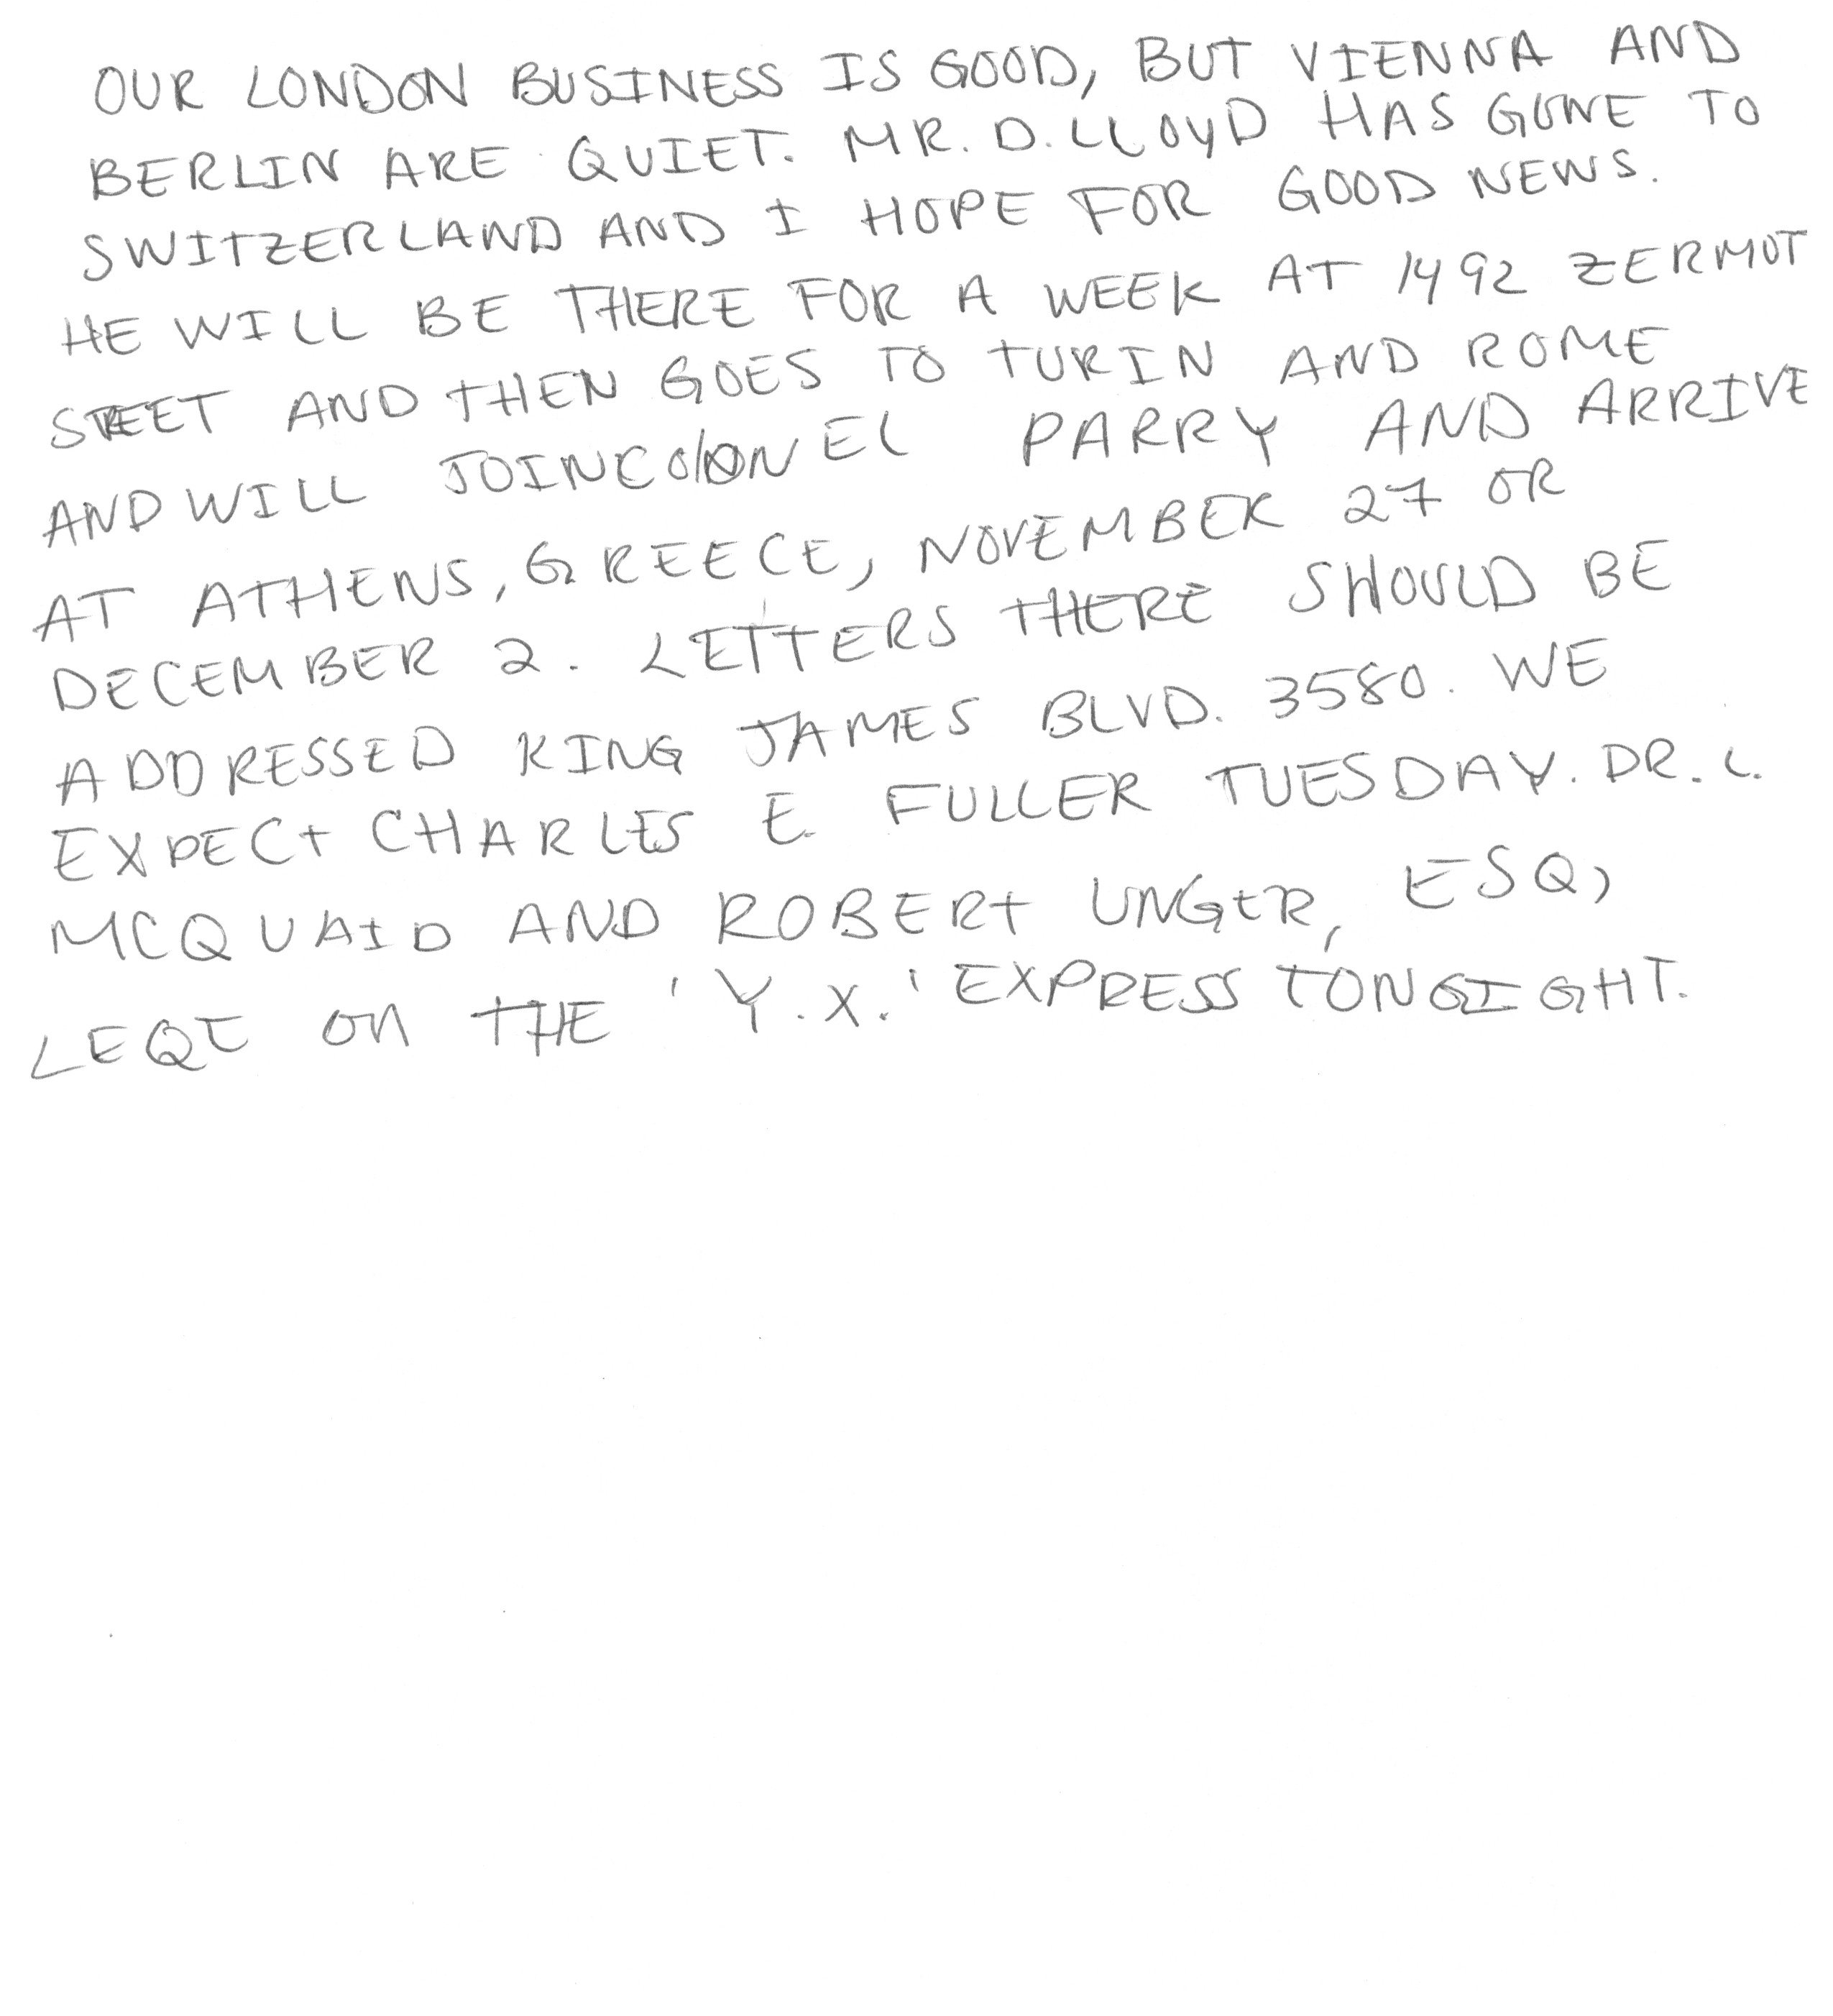 OUR LONDON BUSINESS IS GOOD, BUT VIENNA AND
BERLIN ARE QUIET. MR. D. LLOYD HAS GONE TO
SWITZERLAND AND I HOPE FOR GOOD NEWS.
HE WILL BE THERE FOR A WEEK AT 1492 ZERMOT
STREET AND THEN GOES TO TURIN AND ROME
AND WILL JOIN COLONEL PARRY AND ARRIVE
AT ATHENS, GREECE, NOVEMBER 27 OR
DECEMBER 2. LETTERS THERE SHOULD BE
ADDRESSED KING JAMES BLVD. 3580. WE
EXPECT CHARLES E. FULLER TUESDAY. DR. L.
MCQUAID AND ROBERT UNGER, ESQ,
ON THE 'Y.X.' EXPRESS